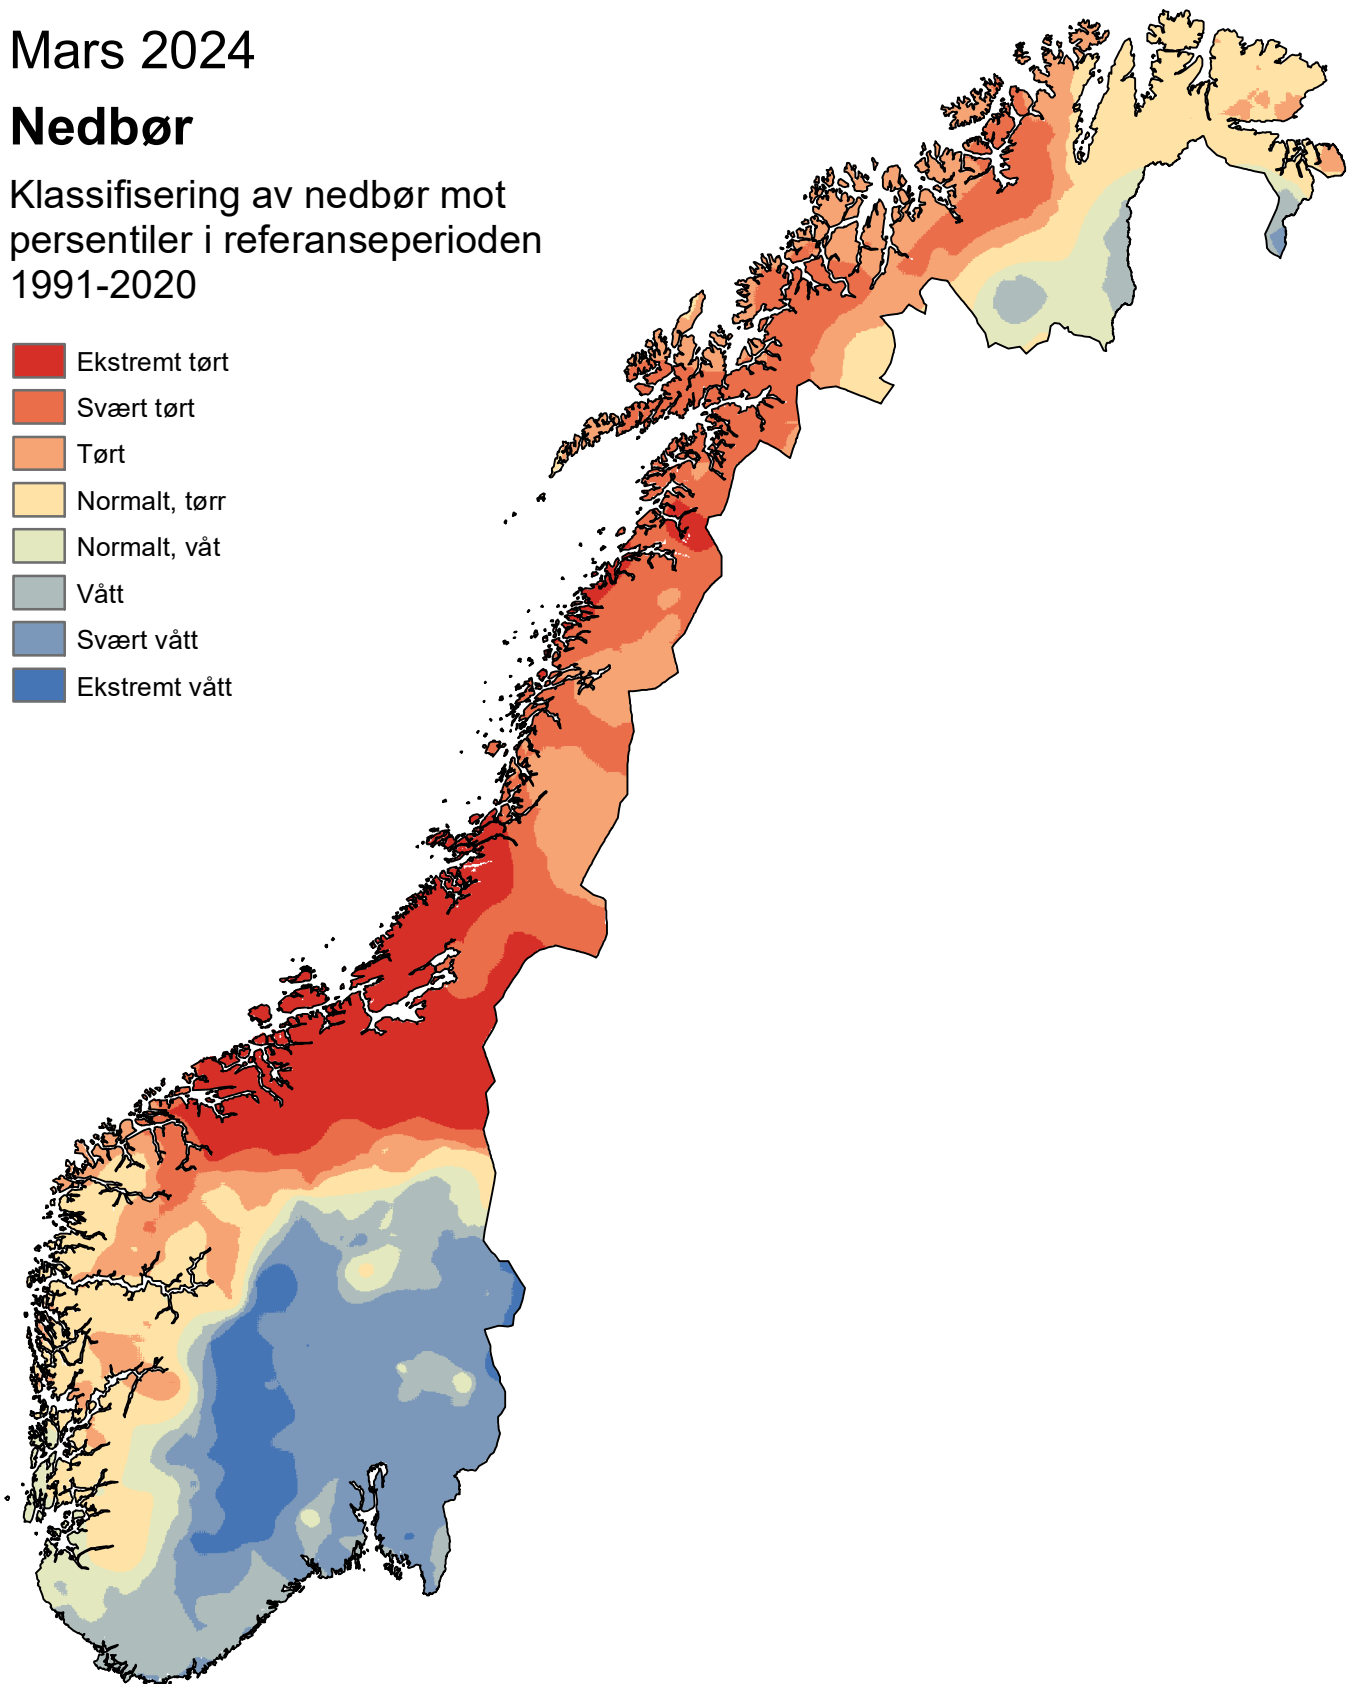 Mars 2024
Nedbør
Klassifisering av nedbør mot
persentiler i referanseperioden
1991-2020
Ekstremt tørt
Svært tørt
Tørt
Normalt, tørr
Normalt, våt
Vått
Svært vått
Ekstremt vått